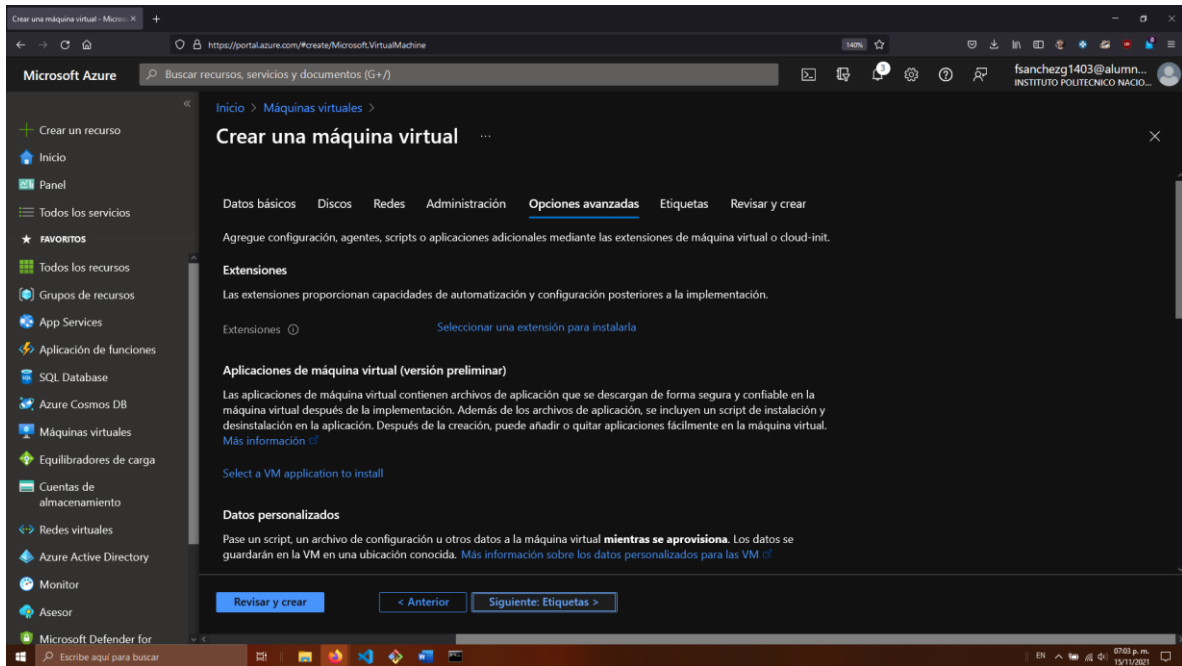 Crear una máquina virtual - Micros
https://portal.azure.com/#create/Microsoft.VirtualMachine
140%
Microsoft Azure
Buscar recursos, servicios y documentos (G+/)
3
fsanchezg1403@alumn...
INSTITUTO POLITECNICO NACIO...
Crear un recurso
Inicio
Panel
Todos los servicios
FAVORITOS
Todos los recursos
Grupos de recursos
App Services
Aplicación de funciones
SQL Database
Azure Cosmos DB
Máquinas virtuales
Equilibradores de carga
Cuentas de
almacenamiento
Redes virtuales
Azure Active Directory
Monitor
Asesor
Microsoft Defender for
Inicio > Máquinas virtuales >
Crear una máquina virtual ...
Datos básicos Discos Redes Administración Opciones avanzadas Etiquetas Revisar y crear
Agregue configuración, agentes, scripts o aplicaciones adicionales mediante las extensiones de máquina virtual o cloud-init.
Extensiones
Las extensiones proporcionan capacidades de automatización y configuración posteriores a la implementación.
Extensiones Seleccionar una extensión para instalarla
Aplicaciones de máquina virtual (versión preliminar)
Las aplicaciones de máquina virtual contienen archivos de aplicación que se descargan de forma segura y confiable en la
máquina virtual después de la implementación. Además de los archivos de aplicación, se incluyen un script de instalación y
desinstalación en la aplicación. Después de la creación, puede añadir o quitar aplicaciones fácilmente en la máquina virtual.
Más información
Select a VM application to install
Datos personalizados
Pase un script, un archivo de configuración u otros datos a la máquina virtual mientras se aprovisiona. Los datos se
guardarán en la VM en una ubicación conocida. Más información sobre los datos personalizados para las VM
Revisar y crear < Anterior Siguiente: Etiquetas >
Escribe aquí para buscar
EN
07:03 p. m.
15/11/2021